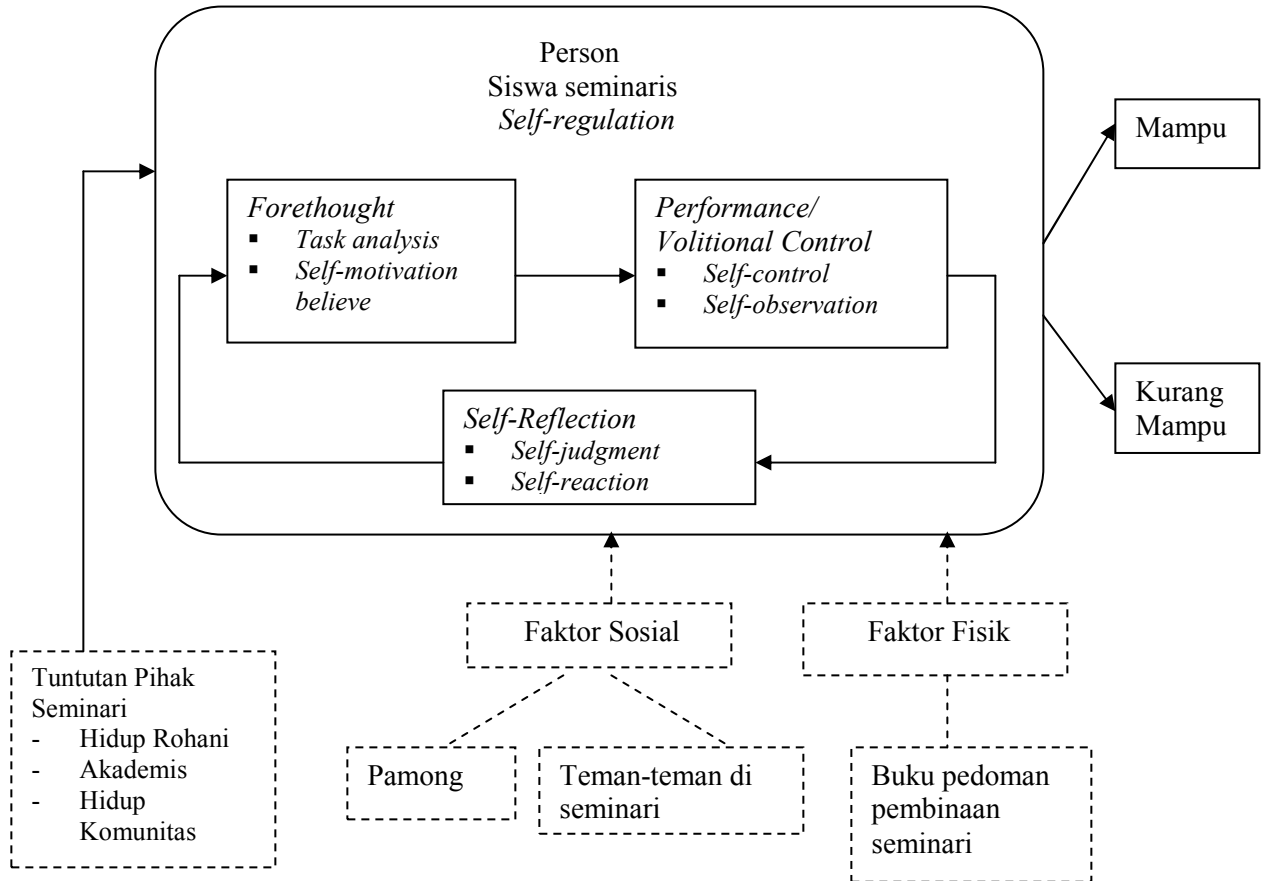 Person
Siswa seminaris
Self-regulation
Mampu
Forethought
▪ Task analysis
▪ Self-motivation
believe
Performance/
Volitional Control
▪ Self-control
▪ Self-observation
Kurang
Mampu
Self-Reflection
▪ Self-judgment
▪ Self-reaction
Faktor Sosial
Faktor Fisik
Tuntutan Pihak
Seminari
- Hidup Rohani
- Akademis
- Hidup
Komunitas
Pamong
Teman-teman di
seminari
Buku pedoman
pembinaan
seminari